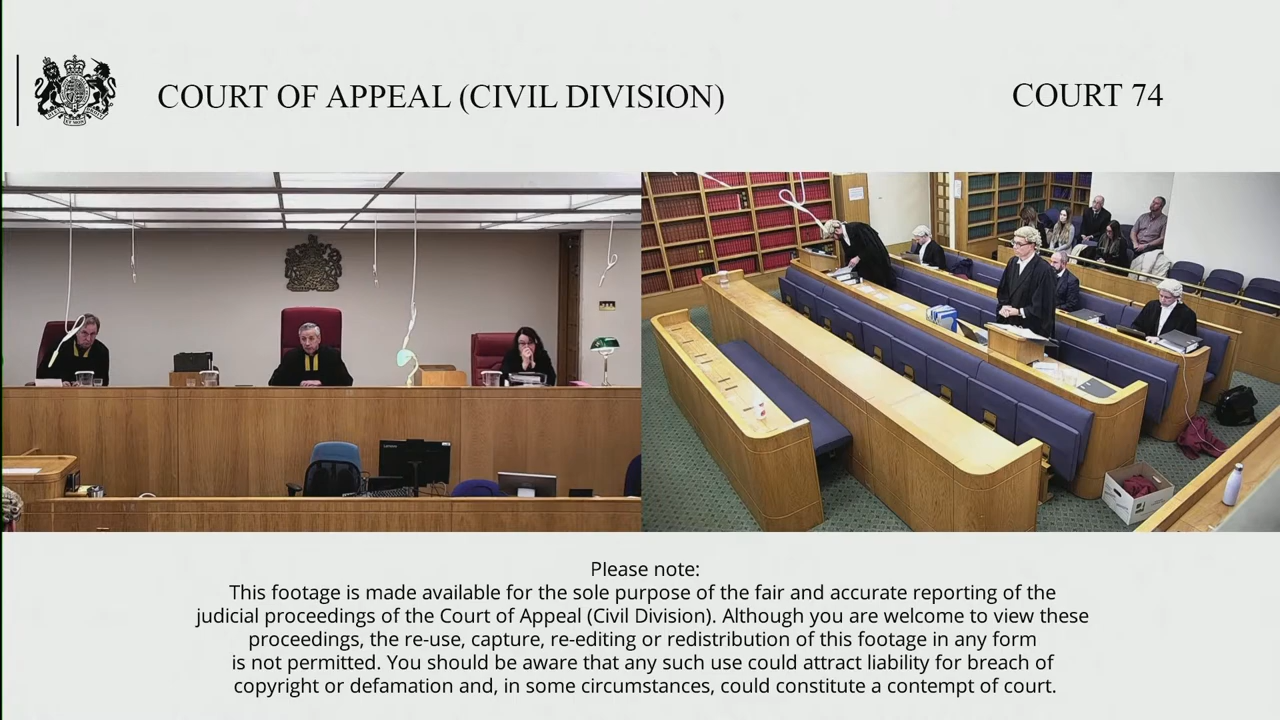 COURT OF APPEAL (CIVIL DIVISION)
COURT 74
Please note:
This footage is made available for the sole purpose of the fair and accurate reporting of the
judicial proceedings of the Court of Appeal (Civil Division). Although you are welcome to view these
proceedings, the re-use, capture, re-editing or redistribution of this footage in any form
is not permitted. You should be aware that any such use could attract liability for breach of
copyright or defamation and, in some circumstances, could constitute a contempt of court.